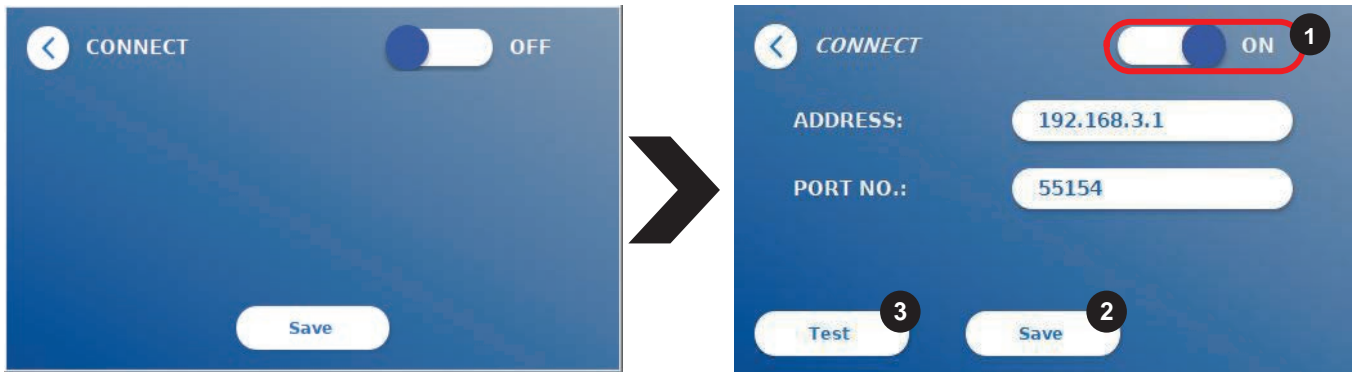 CONNECT OFF
Save
CONNECT ON 1
ADDRESS: 192.168.3.1
PORT NO.: 55154
3 2
Test Save